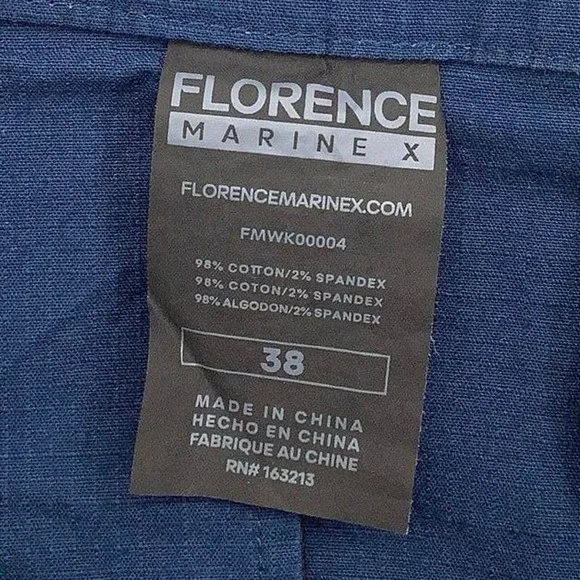 FLORENCE
MARINE X
FLORENCEMARINEX.COM
FMWK00004
98% COTTON/2% SPANDEX
98% COTTON/2% SPANDEX
98% ALGODON/2% SPANDEX
38
MADE IN CHINA
HECHO EN CHINA
FABRIQUE AU CHINE
RN# 163213